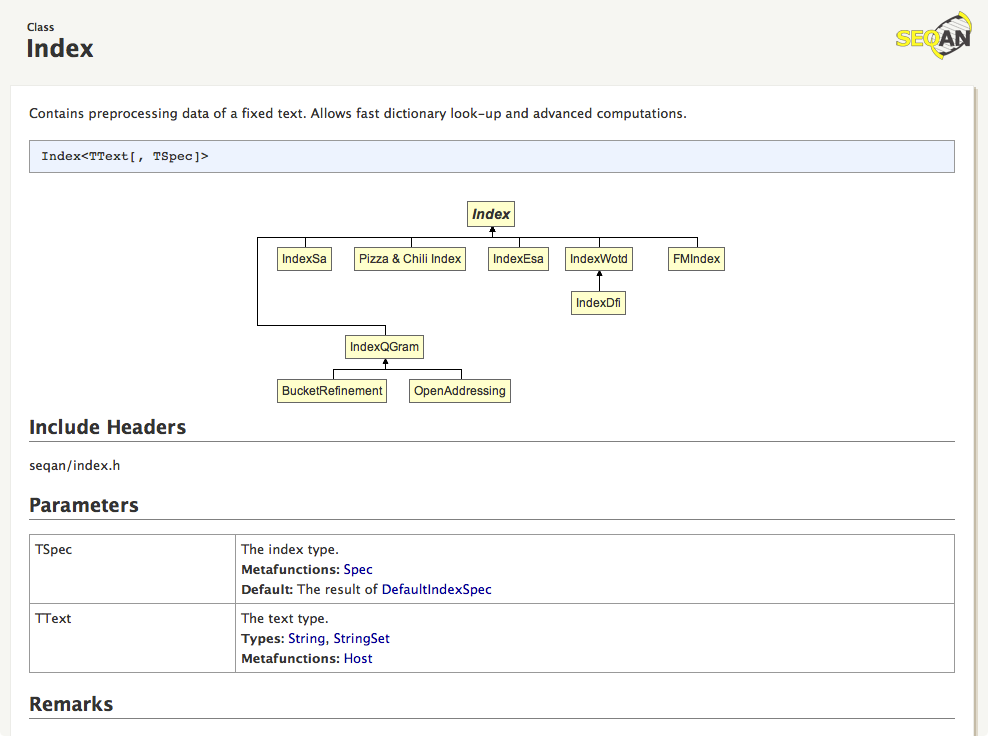 Class
Index
SEQAN
Contains preprocessing data of a fixed text. Allows fast dictionary look-up and advanced computations.
Index<TText[, TSpec]>
Index
IndexSa
Pizza & Chili Index
IndexEsa
IndexWotd
FMIndex
IndexDfi
IndexQGram
BucketRefinement
OpenAddressing
Include Headers
seqan/index.h
Parameters
TSpec
The index type.
Metafunctions: Spec
Default: The result of DefaultIndexSpec
TText
The text type.
Types: String, StringSet
Metafunctions: Host
Remarks